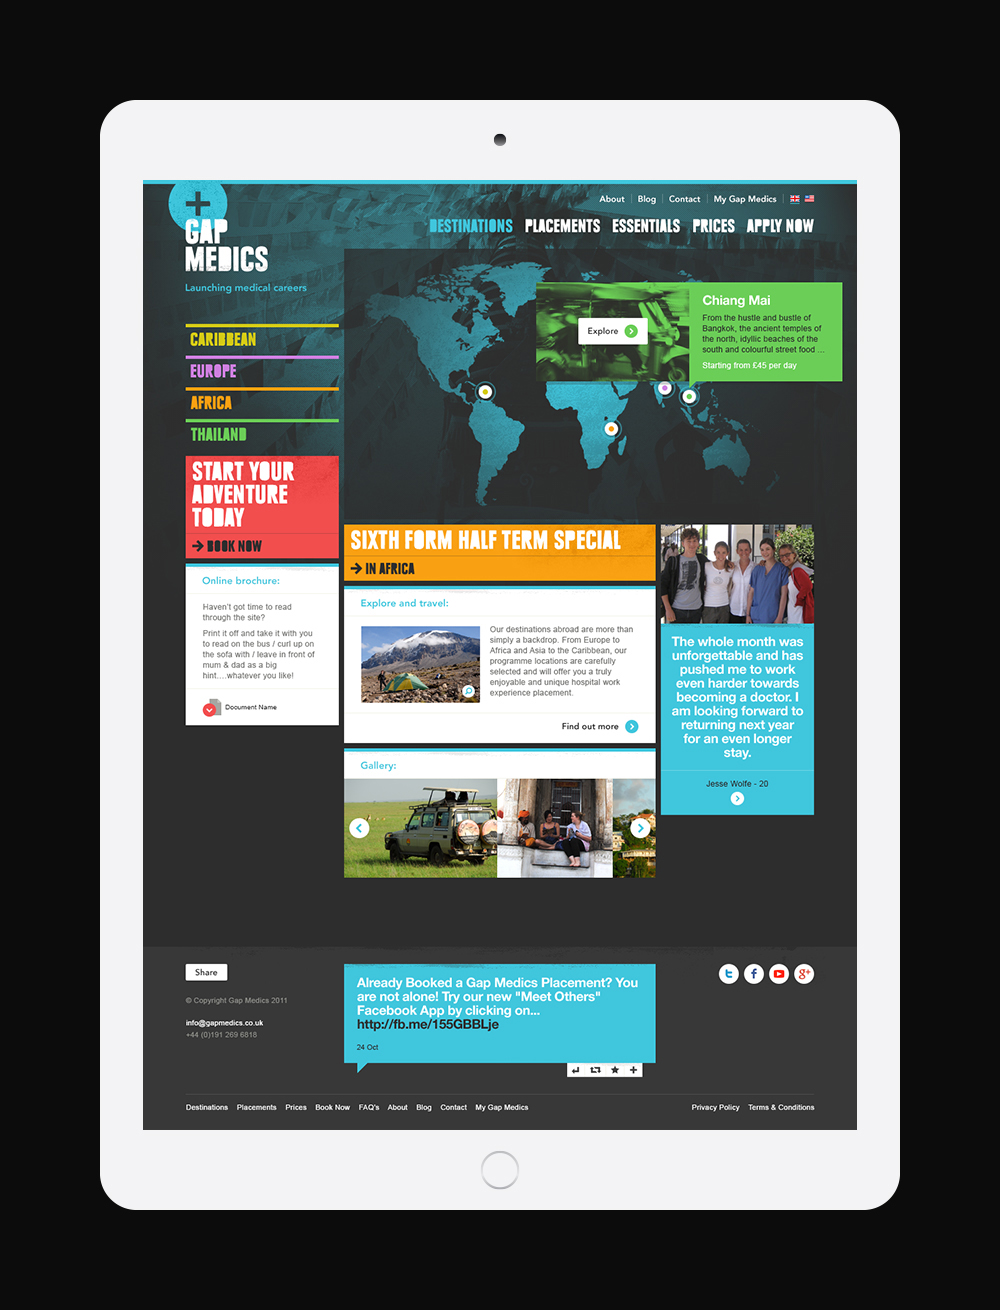 About
Blog
Contact
My Gap Medics
GAP
MEDICS
Launching medical careers
DESTINATIONS
PLACEMENTS
ESSENTIALS
PRICES
APPLY NOW
CARIBBEAN
EUROPE
AFRICA
THAILAND
START YOUR
ADVENTURE
TODAY
BOOK NOW
Explore
Chiang Mai
From the hustle and bustle of
Bangkok, the ancient temples of
the north, idyllic beaches of the
south and colourful street food ...
Starting from £45 per day
Online brochure:
Haven't got time to read
through the site?
Print it off and take it with you
to read on the bus / curl up on
the sofa with / leave in front of
mum & dad as a big
hint....whatever you like!
Document Name
SIXTH FORM HALF TERM SPECIAL
IN AFRICA
Explore and travel:
Our destinations abroad are more than
simply a backdrop. From Europe to
Africa and Asia to the Caribbean, our
programme locations are carefully
selected and will offer you a truly
enjoyable and unique hospital work
experience placement.
Find out more
Gallery:
The whole month was
unforgettable and has
pushed me to work
even harder towards
becoming a doctor. I
am looking forward to
returning next year
for an even longer
stay.
Jesse Wolfe - 20
Share
© Copyright Gap Medics 2011
info@gapmedics.co.uk
+44 (0)191 269 6818
Already Booked a Gap Medics Placement? You
are not alone! Try our new "Meet Others"
Facebook App by clicking on...
http://fb.me/155GBBLje
24 Oct
Destinations
Placements
Prices
Book Now
FAQ's
About
Blog
Contact
My Gap Medics
Privacy Policy
Terms & Conditions